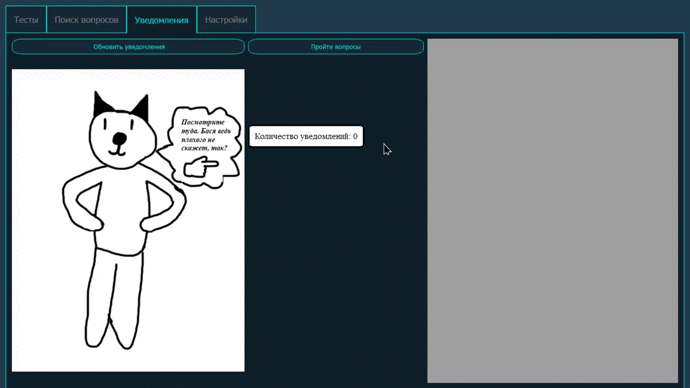 Тесты
Поиск вопросов
Уведомления
Настройки
Обновить уведомления
Пройти вопросы
Посмотрите
туда. Бася ведь
плохого не
скажет, так?
Количество уведомлений: 0